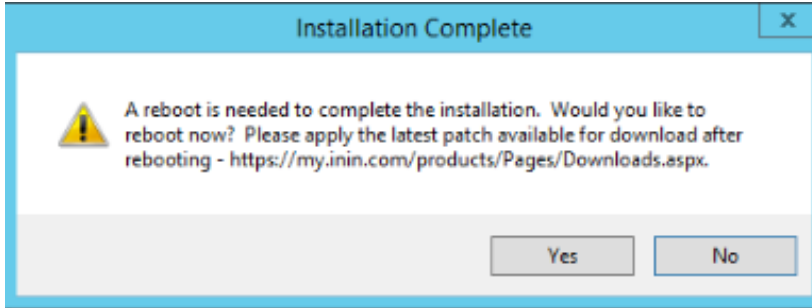 Installation Complete
x
A reboot is needed to complete the installation.  Would you like to
reboot now?  Please apply the latest patch available for download after
rebooting - https://my.inin.com/products/Pages/Downloads.aspx.
Yes
No